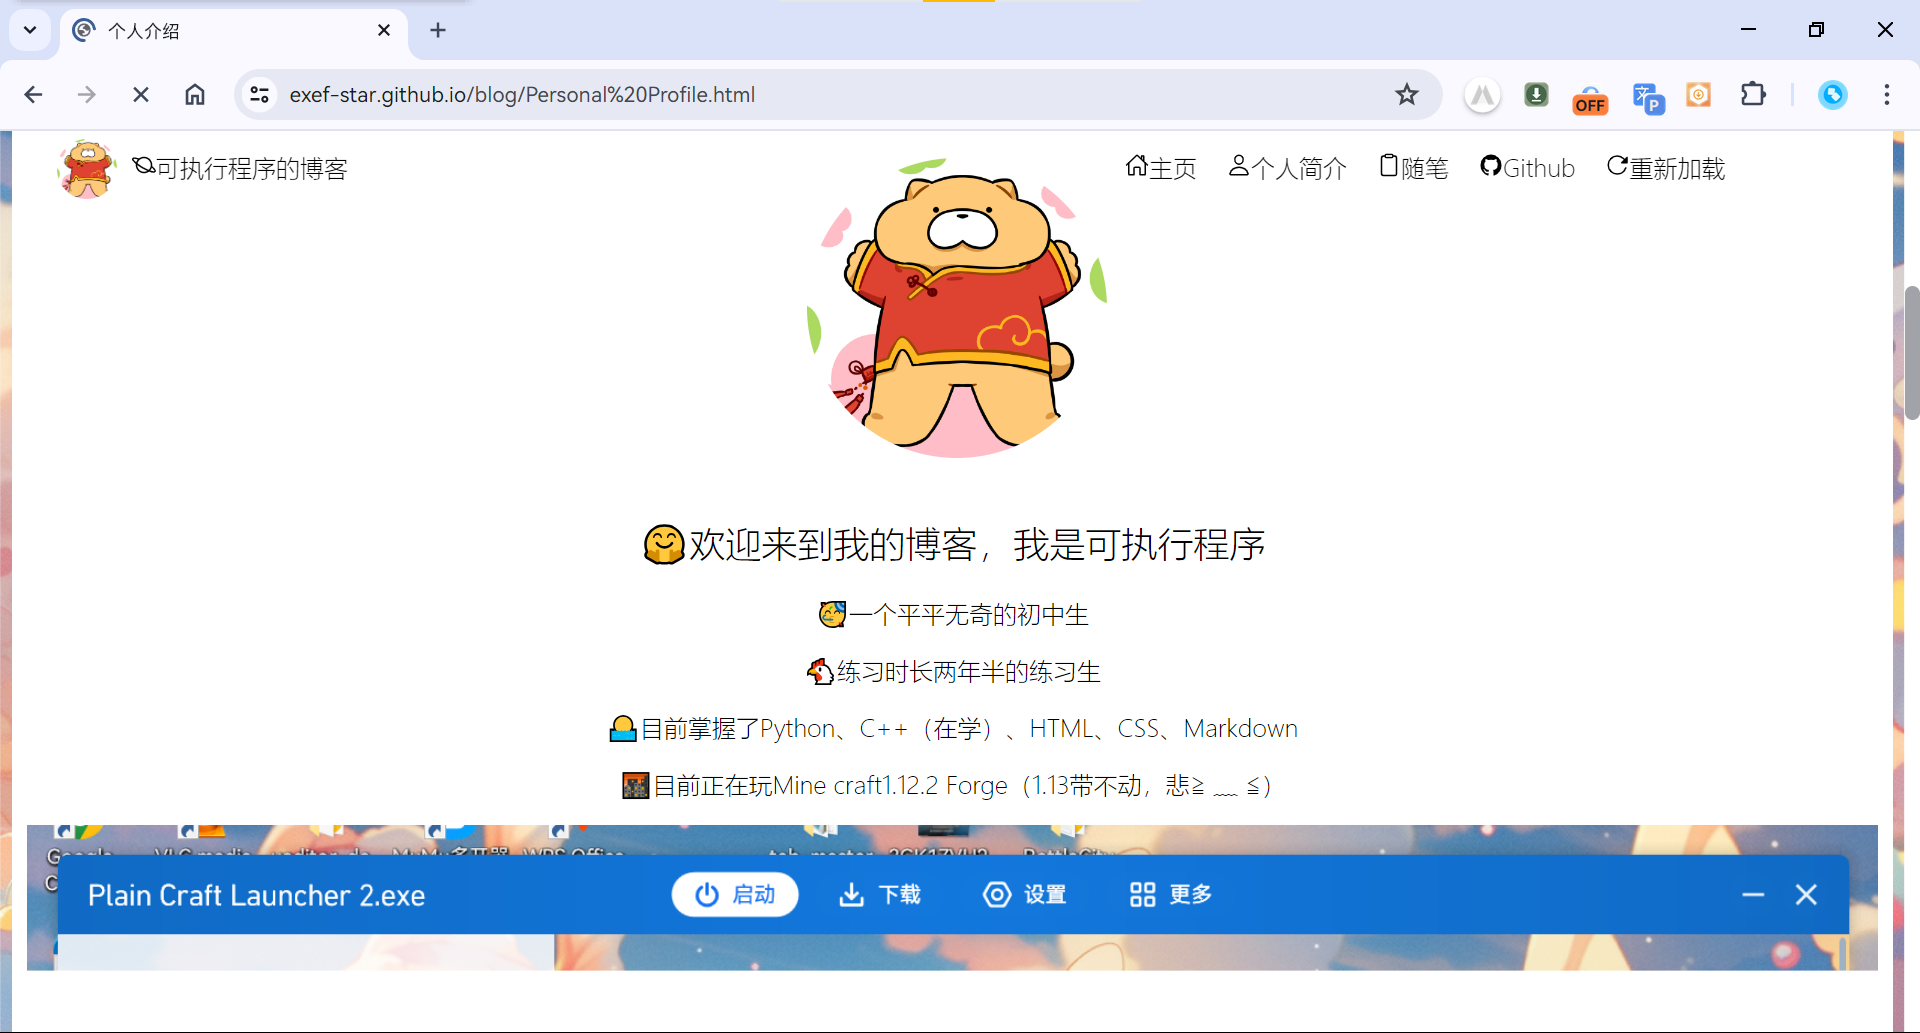 个人介绍
exef-star.github.io/blog/Personal%20Profile.html
OFF
可执行程序的博客
主页 个人简介 随笔 Github 重新加载
欢迎来到我的博客，我是可执行程序
一个平平无奇的初中生
练习时长两年半的练习生
目前掌握了Python、C++（在学）、HTML、CSS、Markdown
目前正在玩Mine craft1.12.2 Forge（1.13带不动，悲≧ ﹏ ≦）
Plain Craft Launcher 2.exe
启动 下载 设置 更多